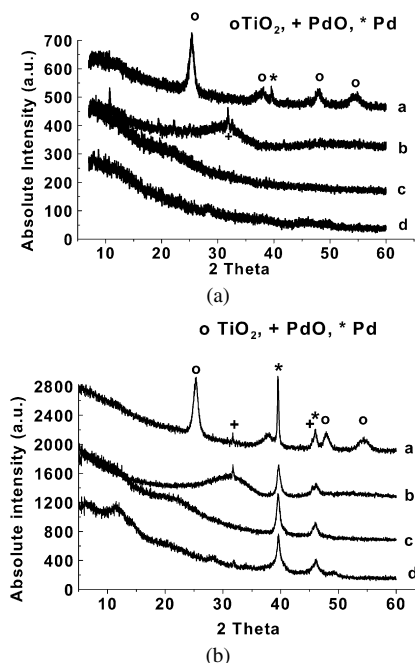 oTiO₂, + PdO, * Pd
Absolute Intensity (a.u.)
700
600
500
400
300
200
100
0
o
o
*
o
o
+
a
b
c
d
10 20 30 40 50 60
2 Theta
(a)
o TiO₂, + PdO, * Pd
Absolute intensity (a.u.)
2800
2400
2000
1600
1200
800
400
0
o
+
*
+
*
o
o
a
b
c
d
10 20 30 40 50 60
2 Theta
(b)